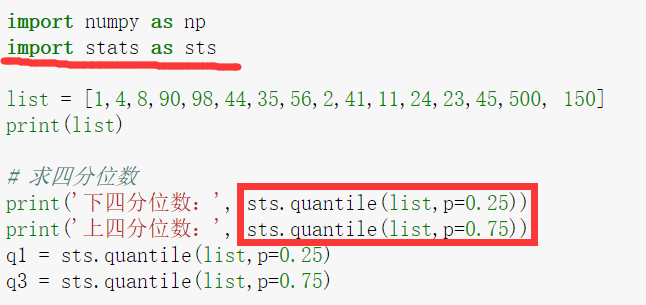 import numpy as np
import stats as sts
list = [1,4,8,90,98,44,35,56,2,41,11,24,23,45,500, 150]
print(list)
# 求四分位数
print('下四分位数：', sts.quantile(list,p=0.25))
print('上四分位数：', sts.quantile(list,p=0.75))
q1 = sts.quantile(list,p=0.25)
q3 = sts.quantile(list,p=0.75)